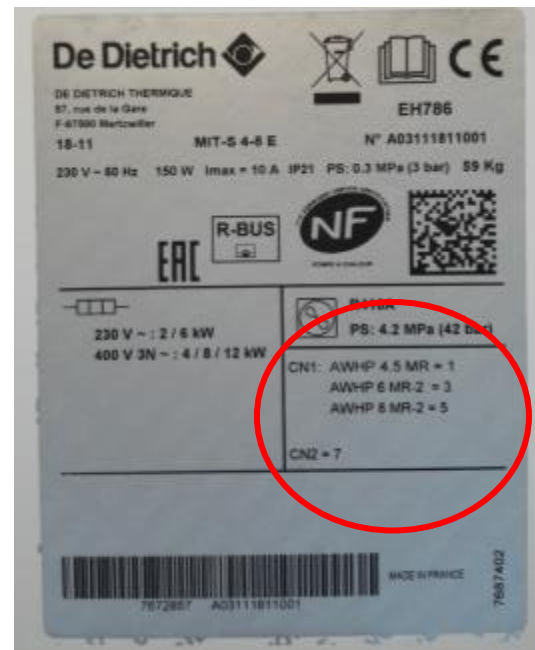 De Dietrich
CE
DE DIETRICH THERMIQUE
57, rue de la Gare
F-67580 Mertzwiller
EH786
18-11 MIT-S 4-8 E N° A03111811001
230 V ~ 50 Hz 150 W Imax = 10 A IP21 PS: 0.3 MPa (3 bar) 59 Kg
EAC
R-BUS
NF
R410A
230 V ~ : 2 / 6 kW
PS: 4.2 MPa (42 bar)
400 V 3N ~ : 4 / 8 / 12 kW
CN1: AWHP 4.5 MR = 1
AWHP 6 MR-2 = 3
AWHP 8 MR-2 = 5
CN2 = 7
MADE IN FRANCE
7672857 A03111811001
7687402